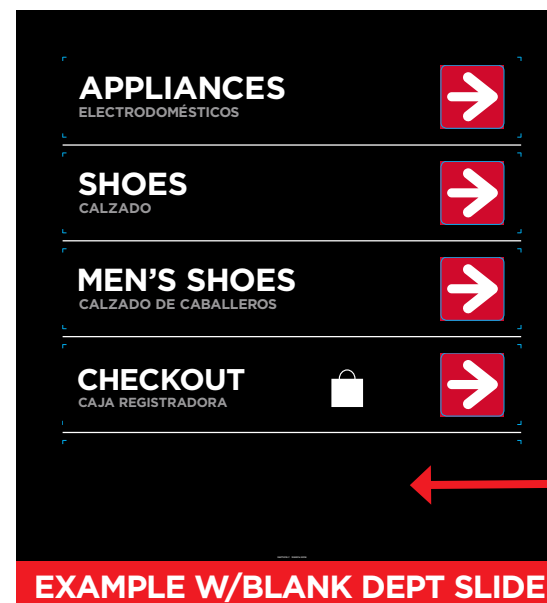 APPLIANCES
ELECTRODOMÉSTICOS
SHOES
CALZADO
MEN’S SHOES
CALZADO DE CABALLEROS
CHECKOUT
CAJA REGISTRADORA
EXAMPLE W/BLANK DEPT SLIDE